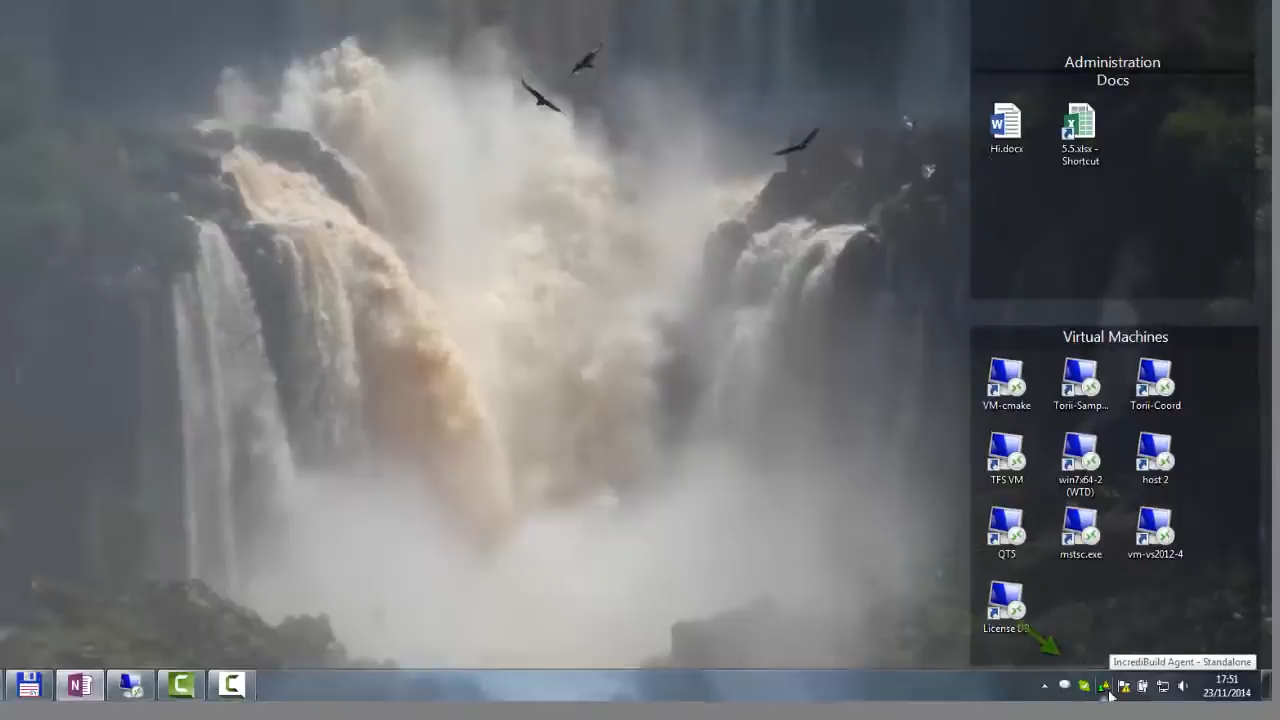 Administration
Docs
Hi.docx
5.5.xlsx -
Shortcut
Virtual Machines
VM-cmake
Torii-Samp...
Torii-Coord
TFS VM
win7x64-2
(WTD)
host 2
QT5
mstsc.exe
vm-vs2012-4
License
IncrediBuild Agent - Standalone
17:51
23/11/2014